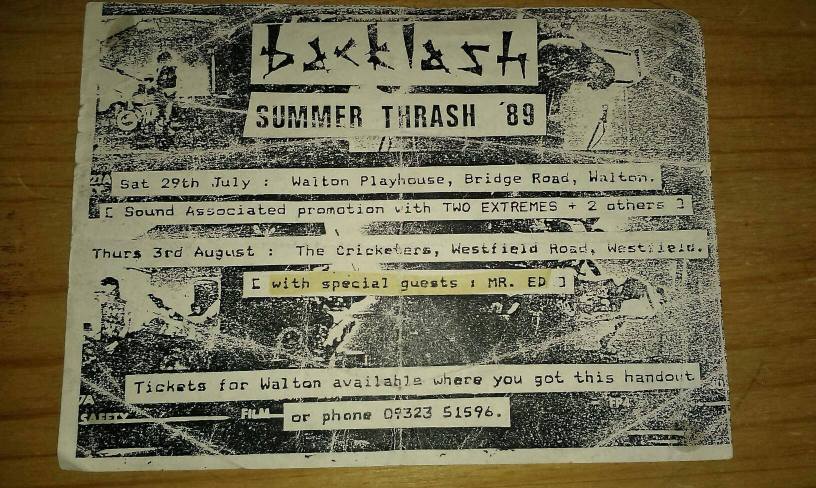 backlash
SUMMER THRASH '89
Sat 29th July : Walton Playhouse, Bridge Road, Walton.
[ Sound Associated promotion with TWO EXTREMES + 2 others ]
Thurs 3rd August : The Cricketers, Westfield Road, Westfield.
[ with special guests : MR. ED ]
Tickets for Walton available where you got this handout
SAFETY FILM
or phone 09323 51596.